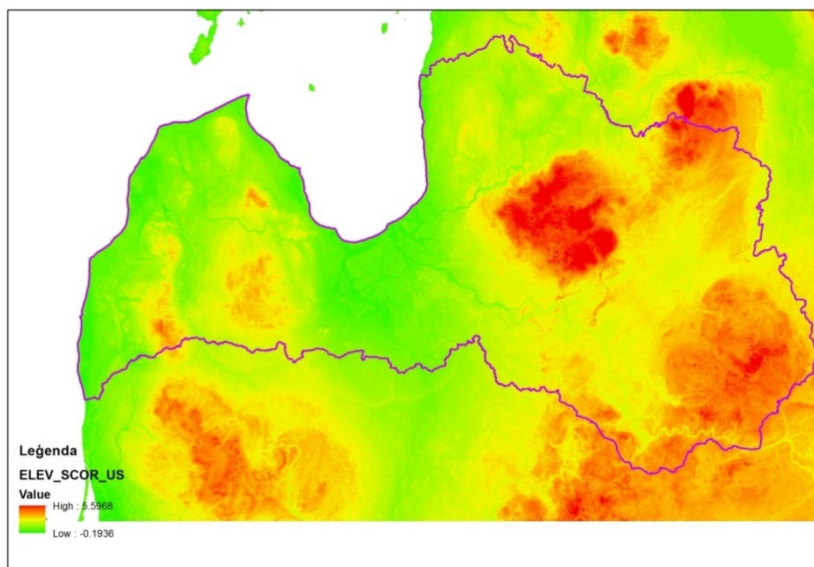 Leģenda
ELEV_SCOR_US
Value
High : 5.5968
Low : -0.1936